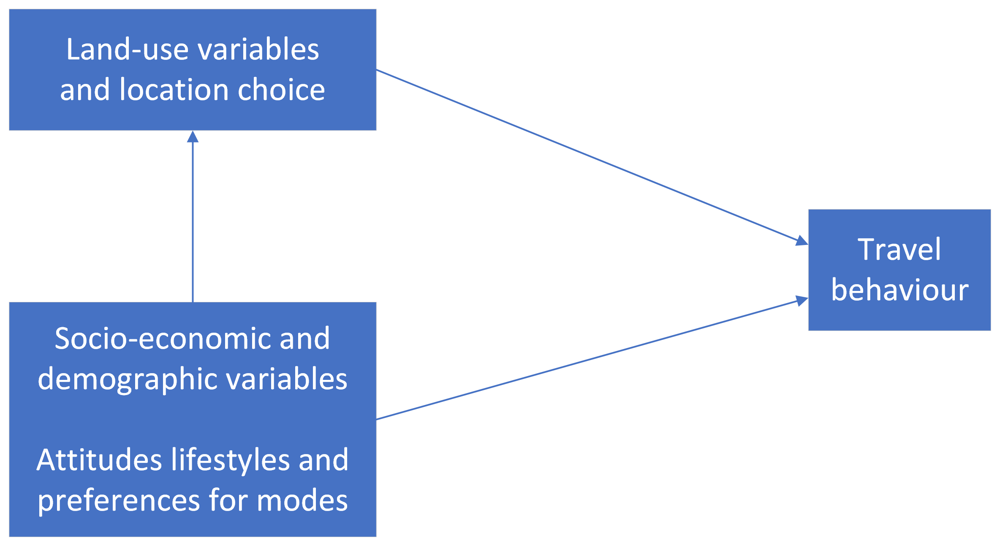 Land-use variables
and location choice
Travel
behaviour
Socio-economic and
demographic variables
Attitudes lifestyles and
preferences for modes